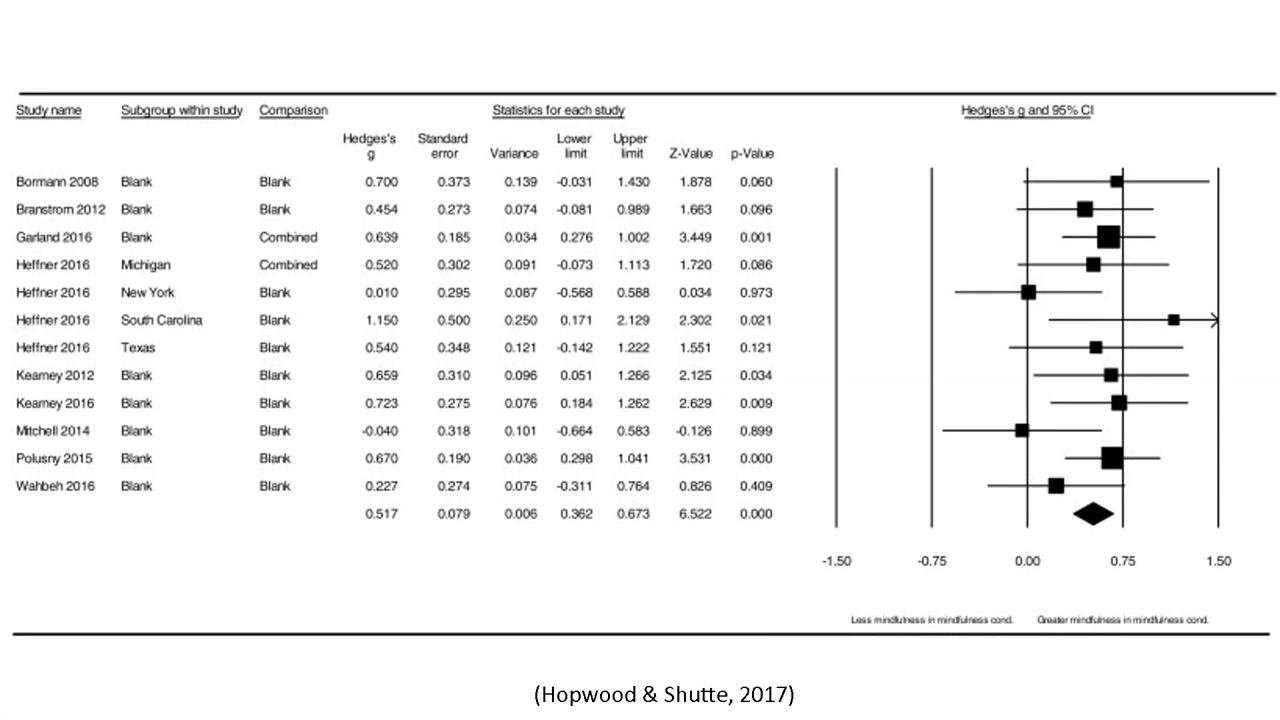 Study name Subgroup within study Comparison Statistics for each study Hedges's g and 95% CI
Hedges's g Standard error Variance Lower limit Upper limit Z-Value p-Value
Bormann 2008 Blank Blank 0.700 0.373 0.139 -0.031 1.430 1.878 0.060
Branstrom 2012 Blank Blank 0.454 0.273 0.074 -0.081 0.989 1.663 0.096
Garland 2016 Blank Combined 0.639 0.185 0.034 0.276 1.002 3.449 0.001
Heffner 2016 Michigan Combined 0.520 0.302 0.091 -0.073 1.113 1.720 0.086
Heffner 2016 New York Blank 0.010 0.295 0.087 -0.568 0.588 0.034 0.973
Heffner 2016 South Carolina Blank 1.150 0.500 0.250 0.171 2.129 2.302 0.021
Heffner 2016 Texas Blank 0.540 0.348 0.121 -0.142 1.222 1.551 0.121
Kearney 2012 Blank Blank 0.659 0.310 0.096 0.051 1.266 2.125 0.034
Kearney 2016 Blank Blank 0.723 0.275 0.076 0.184 1.262 2.629 0.009
Mitchell 2014 Blank Blank -0.040 0.318 0.101 -0.664 0.583 -0.126 0.899
Polusny 2015 Blank Blank 0.670 0.190 0.036 0.298 1.041 3.531 0.000
Wahbeh 2016 Blank Blank 0.227 0.274 0.075 -0.311 0.764 0.826 0.409
0.517 0.079 0.006 0.362 0.673 6.522 0.000
-1.50 -0.75 0.00 0.75 1.50
Less mindfulness in mindfulness cond. Greater mindfulness in mindfulness cond.
(Hopwood & Shutte, 2017)